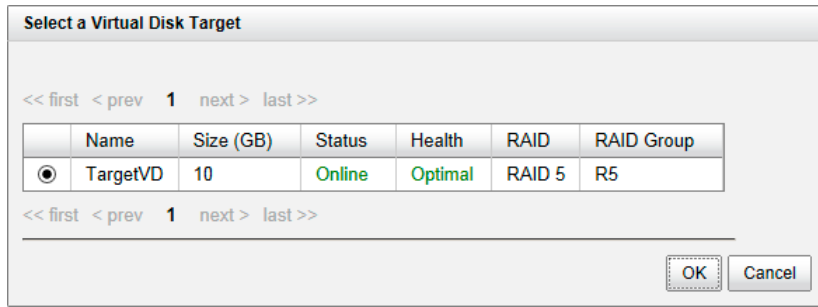 Select a Virtual Disk Target
<< first < prev 1 next > last >>
Name Size (GB) Status Health RAID RAID Group
TargetVD 10 Online Optimal RAID 5 R5
<< first < prev 1 next > last >>
OK Cancel